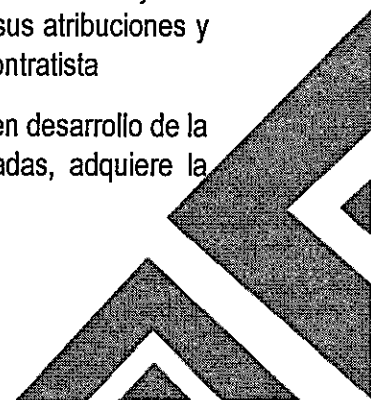 sus atribuciones y
ontratista
en desarrollo de la
adas, adquiere la